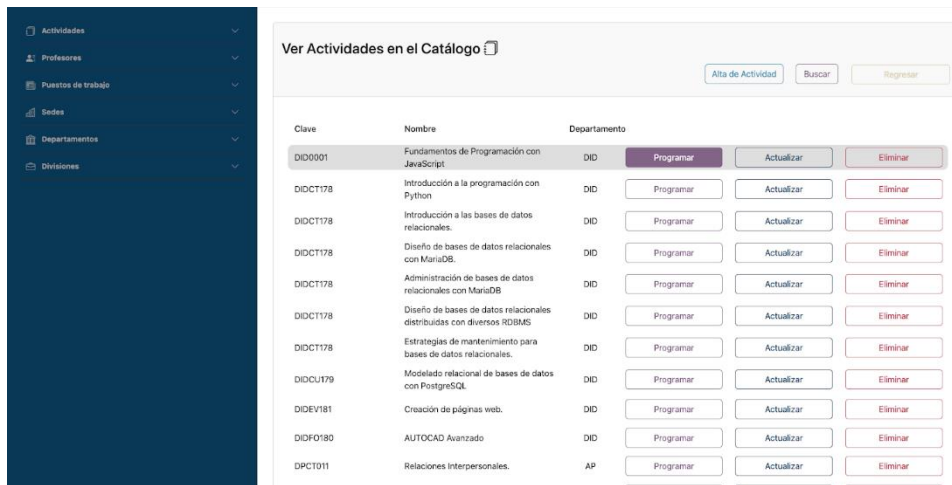 Actividades
Profesores
Puestos de trabajo
Sedes
Departamentos
Divisiones
Ver Actividades en el Catálogo
Alta de Actividad Buscar Regresar
Clave Nombre Departamento
DID0001 Fundamentos de Programación con JavaScript DID Programar Actualizar Eliminar
DIDCT178 Introducción a la programación con Python DID Programar Actualizar Eliminar
DIDCT178 Introducción a las bases de datos relacionales. DID Programar Actualizar Eliminar
DIDCT178 Diseño de bases de datos relacionales con MariaDB. DID Programar Actualizar Eliminar
DIDCT178 Administración de bases de datos relacionales con MariaDB DID Programar Actualizar Eliminar
DIDCT178 Diseño de bases de datos relacionales distribuidas con diversos RDBMS DID Programar Actualizar Eliminar
DIDCT178 Estrategias de mantenimiento para bases de datos relacionales. DID Programar Actualizar Eliminar
DIDCU179 Modelado relacional de bases de datos con PostgreSQL DID Programar Actualizar Eliminar
DIDEV181 Creación de páginas web. DID Programar Actualizar Eliminar
DIDFO180 AUTOCAD Avanzado DID Programar Actualizar Eliminar
DPCT011 Relaciones Interpersonales. AP Programar Actualizar Eliminar